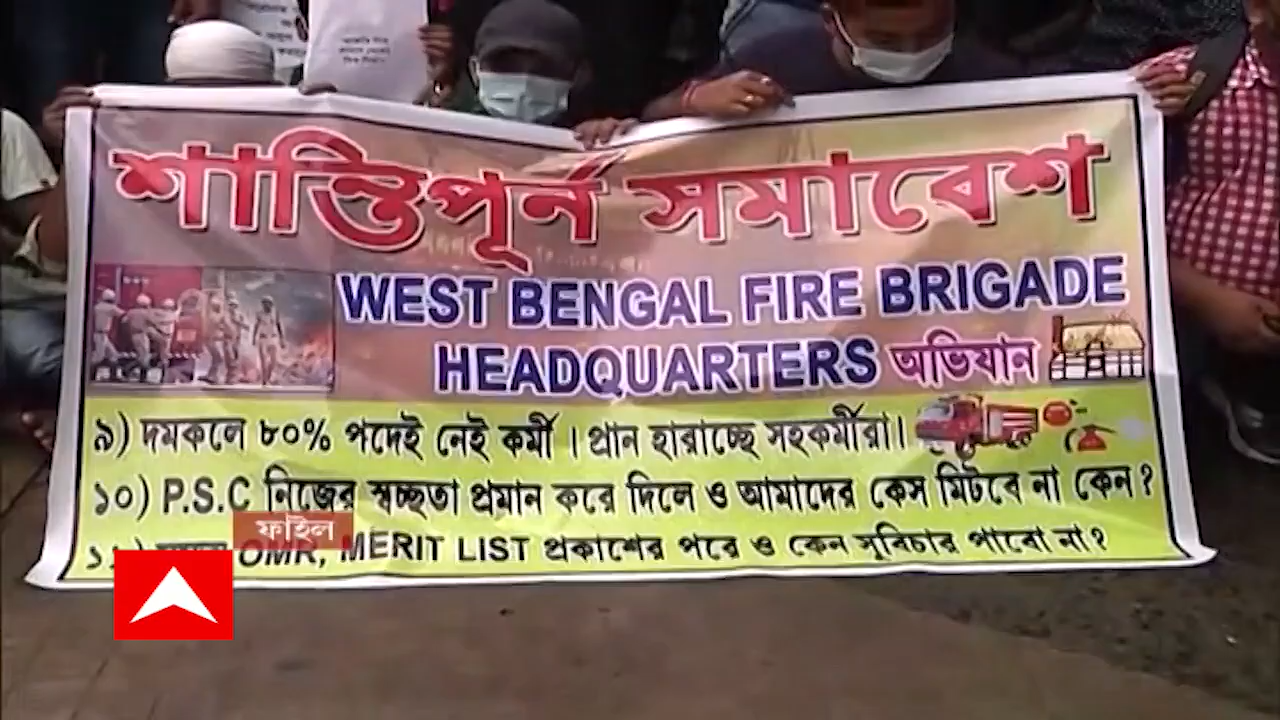 শান্তিপূর্ন সমাবেশ
WEST BENGAL FIRE BRIGADE
HEADQUARTERS অভিযান
৯) দমকলে ৮০% পদেই নেই কর্মী । প্রান হারাচ্ছে সহকর্মীরা।
১০) P.S.C নিজের স্বচ্ছতা প্রমান করে দিলে ও আমাদের কেস মিটবে না কেন ?
OMR, MERIT LIST প্রকাশের পরে ও কেন সুবিচার পাবো না?
ফাইল